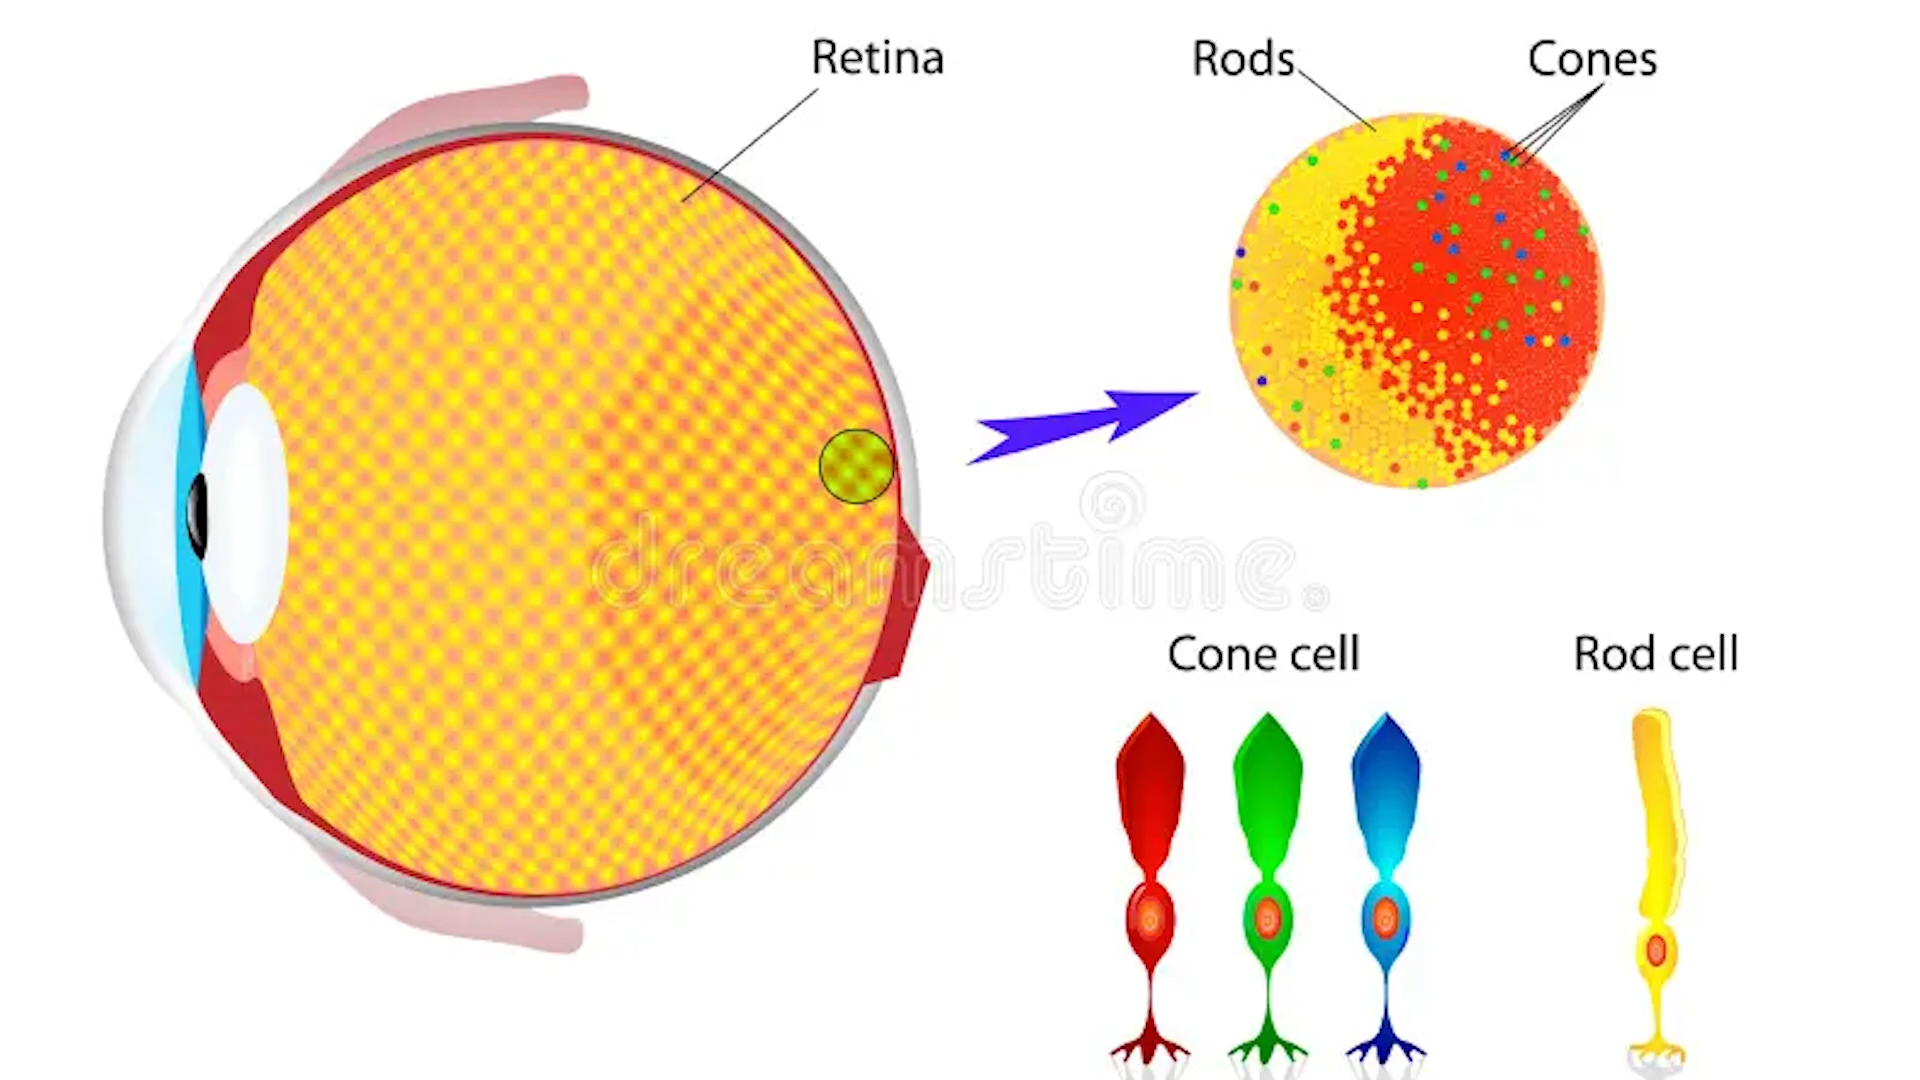 Retina
Rods
Cones
dreamstime.
Cone cell
Rod cell